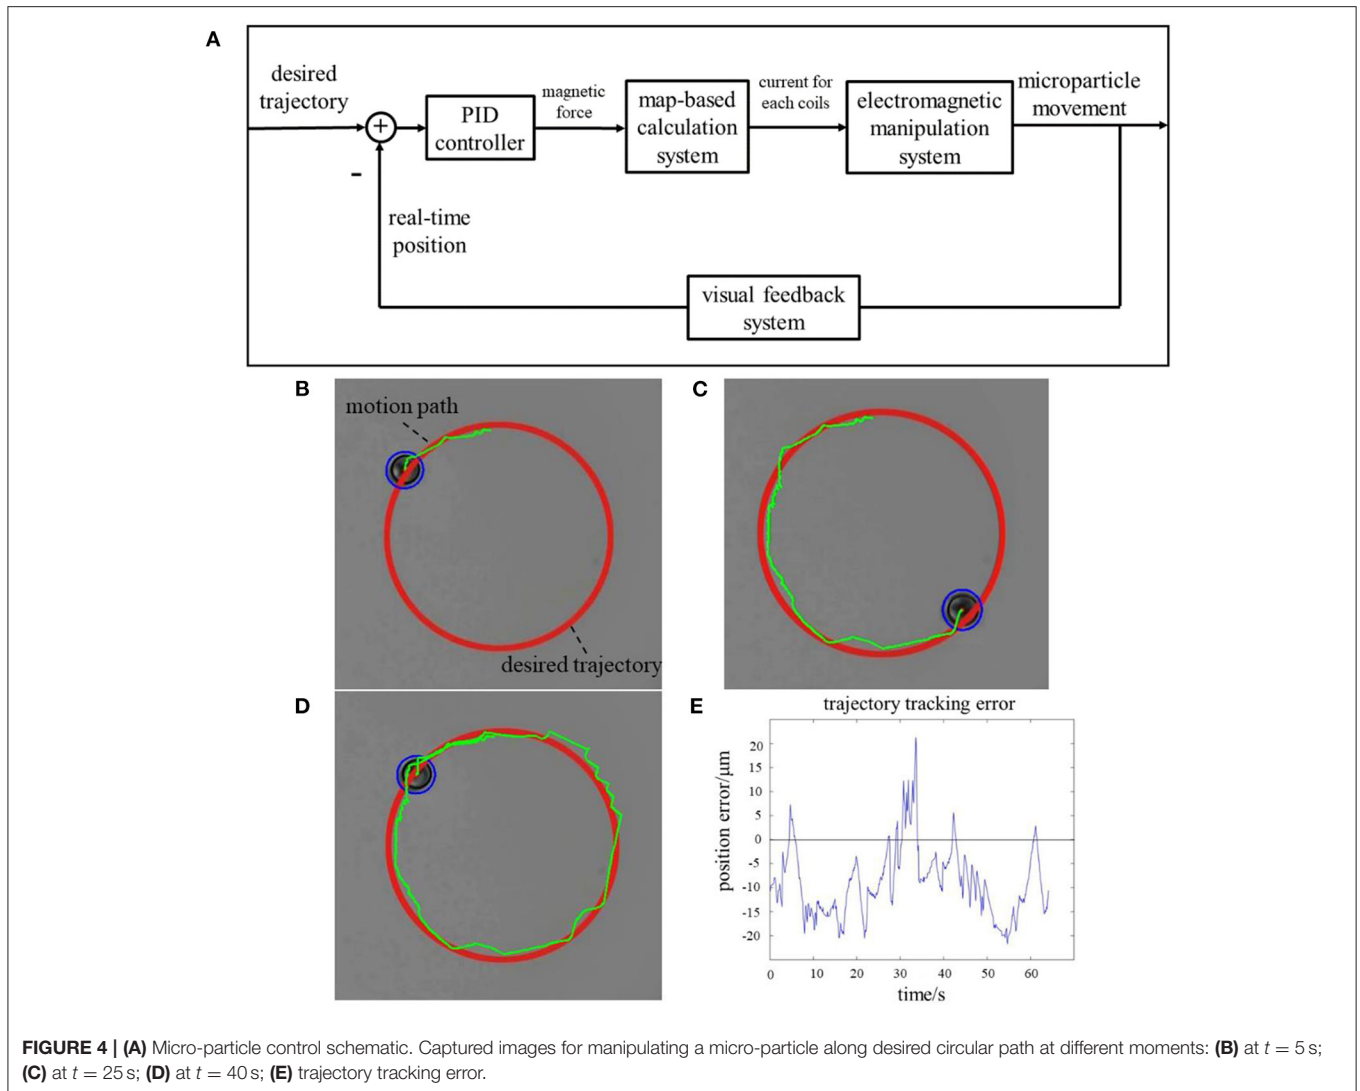 A
desired
trajectory
+
-
PID
controller
magnetic
force
map-based
calculation
system
current for
each coils
electromagnetic
manipulation
system
microparticle
movement
real-time
position
visual feedback
system
B
motion path
desired trajectory
C
D
E
trajectory tracking error
position error/μm
20
15
10
5
0
-5
-10
-15
-20
0 10 20 30 40 50 60
time/s
FIGURE 4 | (A) Micro-particle control schematic. Captured images for manipulating a micro-particle along desired circular path at different moments: (B) at t = 5 s;
(C) at t = 25 s; (D) at t = 40 s; (E) trajectory tracking error.